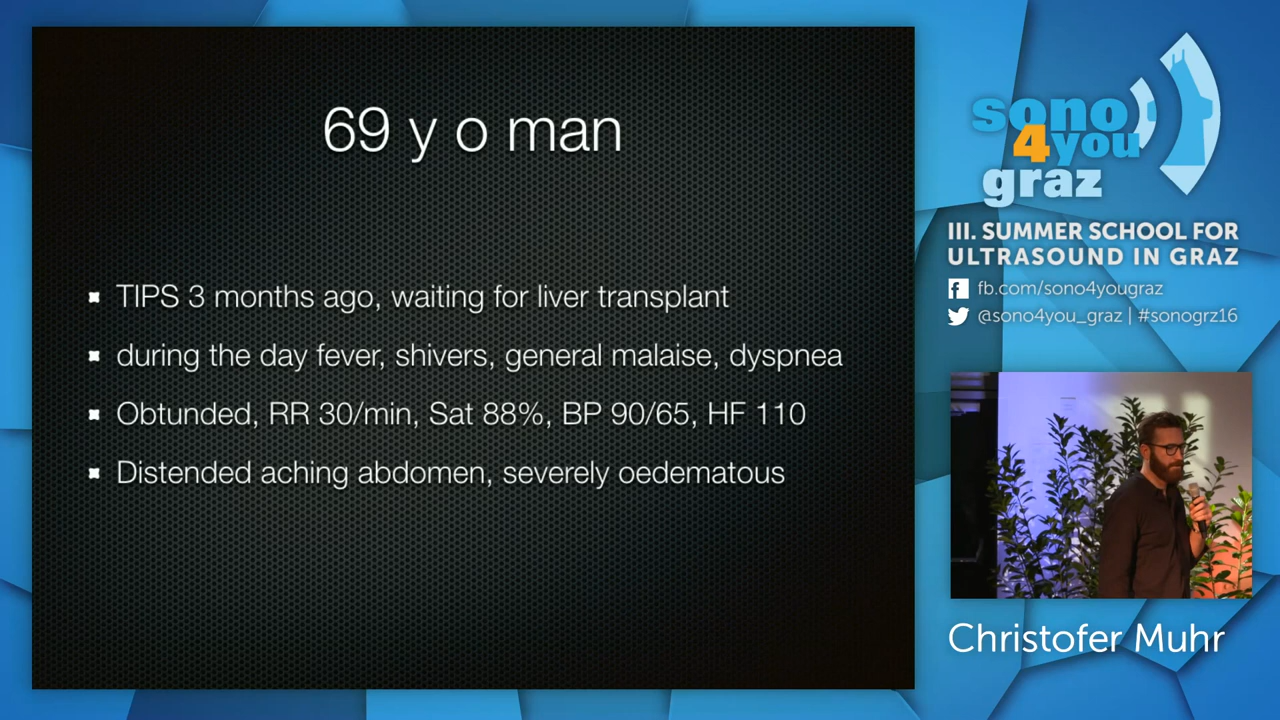 69 y o man
TIPS 3 months ago, waiting for liver transplant
during the day fever, shivers, general malaise, dyspnea
Obtunded, RR 30/min, Sat 88%, BP 90/65, HF 110
Distended aching abdomen, severely oedematous
sono
4you
graz
III. SUMMER SCHOOL FOR
ULTRASOUND IN GRAZ
fb.com/sono4yougraz
@sono4you_graz | #sonogrz16
Christofer Muhr